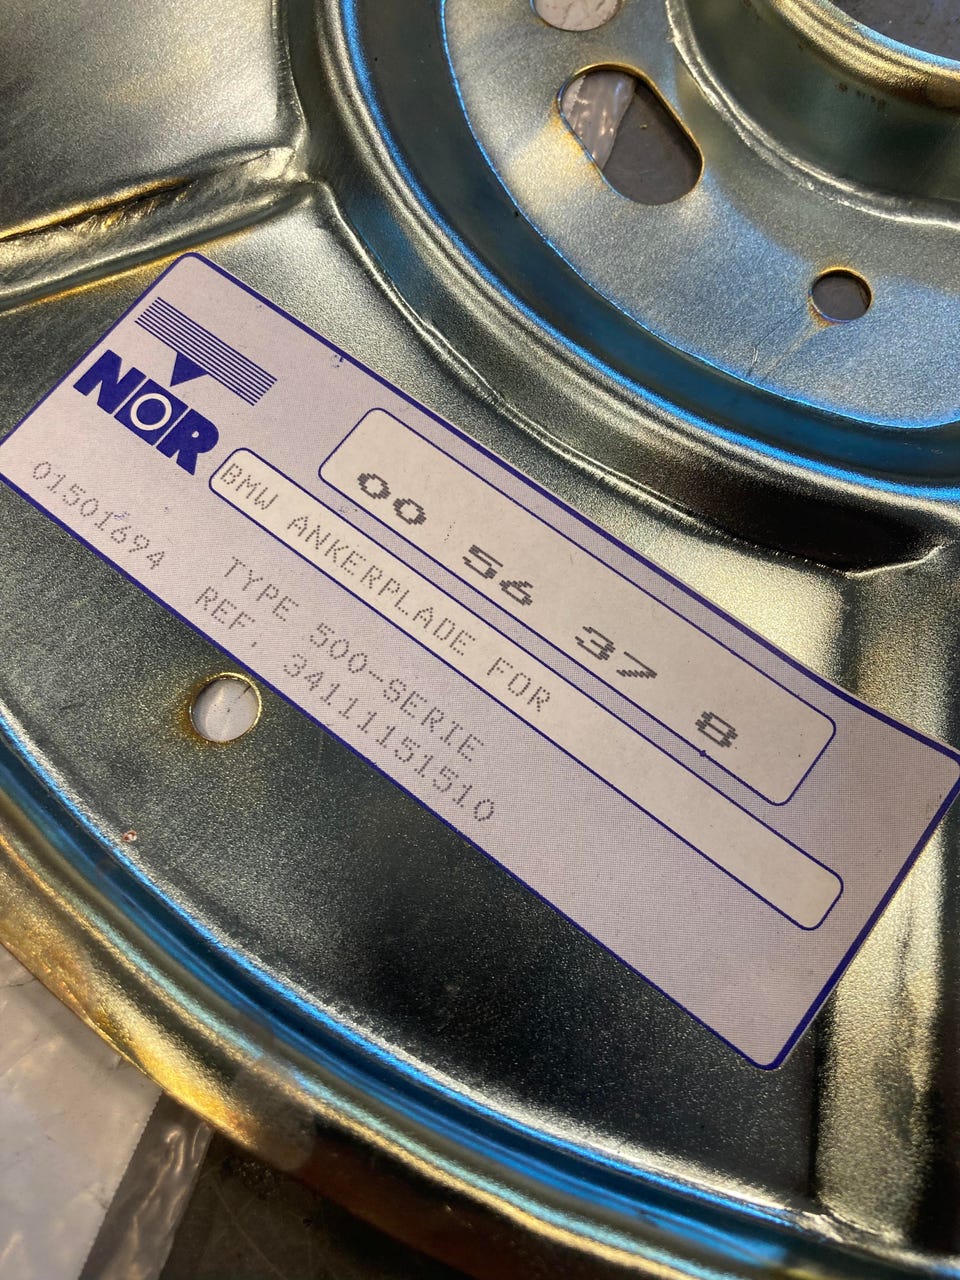 NOR
00 56 37 8
BMW ANKERPLADE FOR
TYPE 500-SERIE
01501694 REF. 34111151510